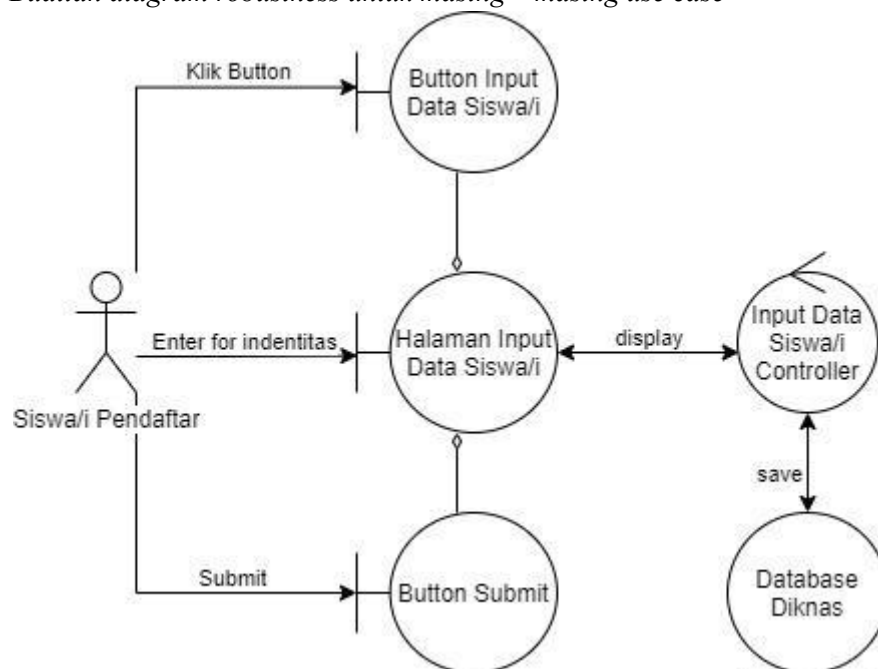 Buatlah diagram robustness untuk masing – masing use case
Klik Button
Button Input
Data Siswa/i
Enter for indentitas
Halaman Input
Data Siswa/i
display
Input Data
Siswa/i
Controller
Siswa/i Pendaftar
save
Submit
Button Submit
Database
Diknas